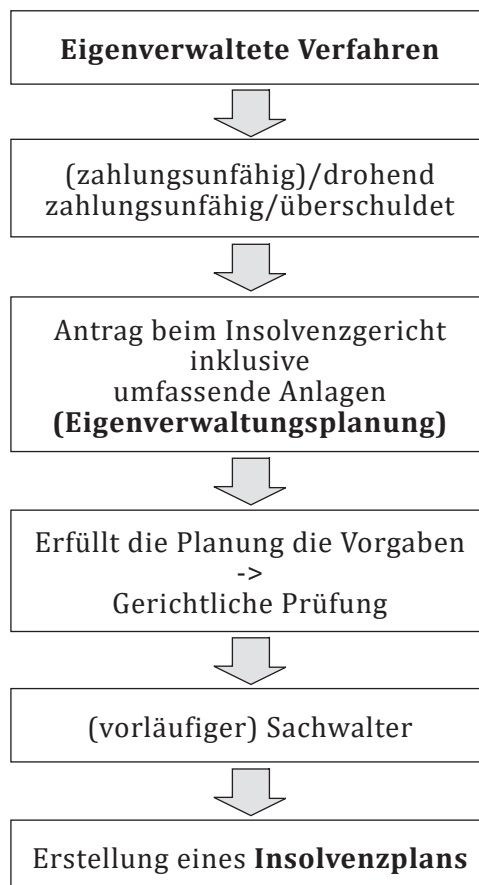 Eigenverwaltete Verfahren
(zahlungsunfähig)/drohend
zahlungsunfähig/überschuldet
Antrag beim Insolvenzgericht
inklusive
umfassende Anlagen
(Eigenverwaltungsplanung)
Erfüllt die Planung die Vorgaben
->
Gerichtliche Prüfung
(vorläufiger) Sachwalter
Erstellung eines Insolvenzplans